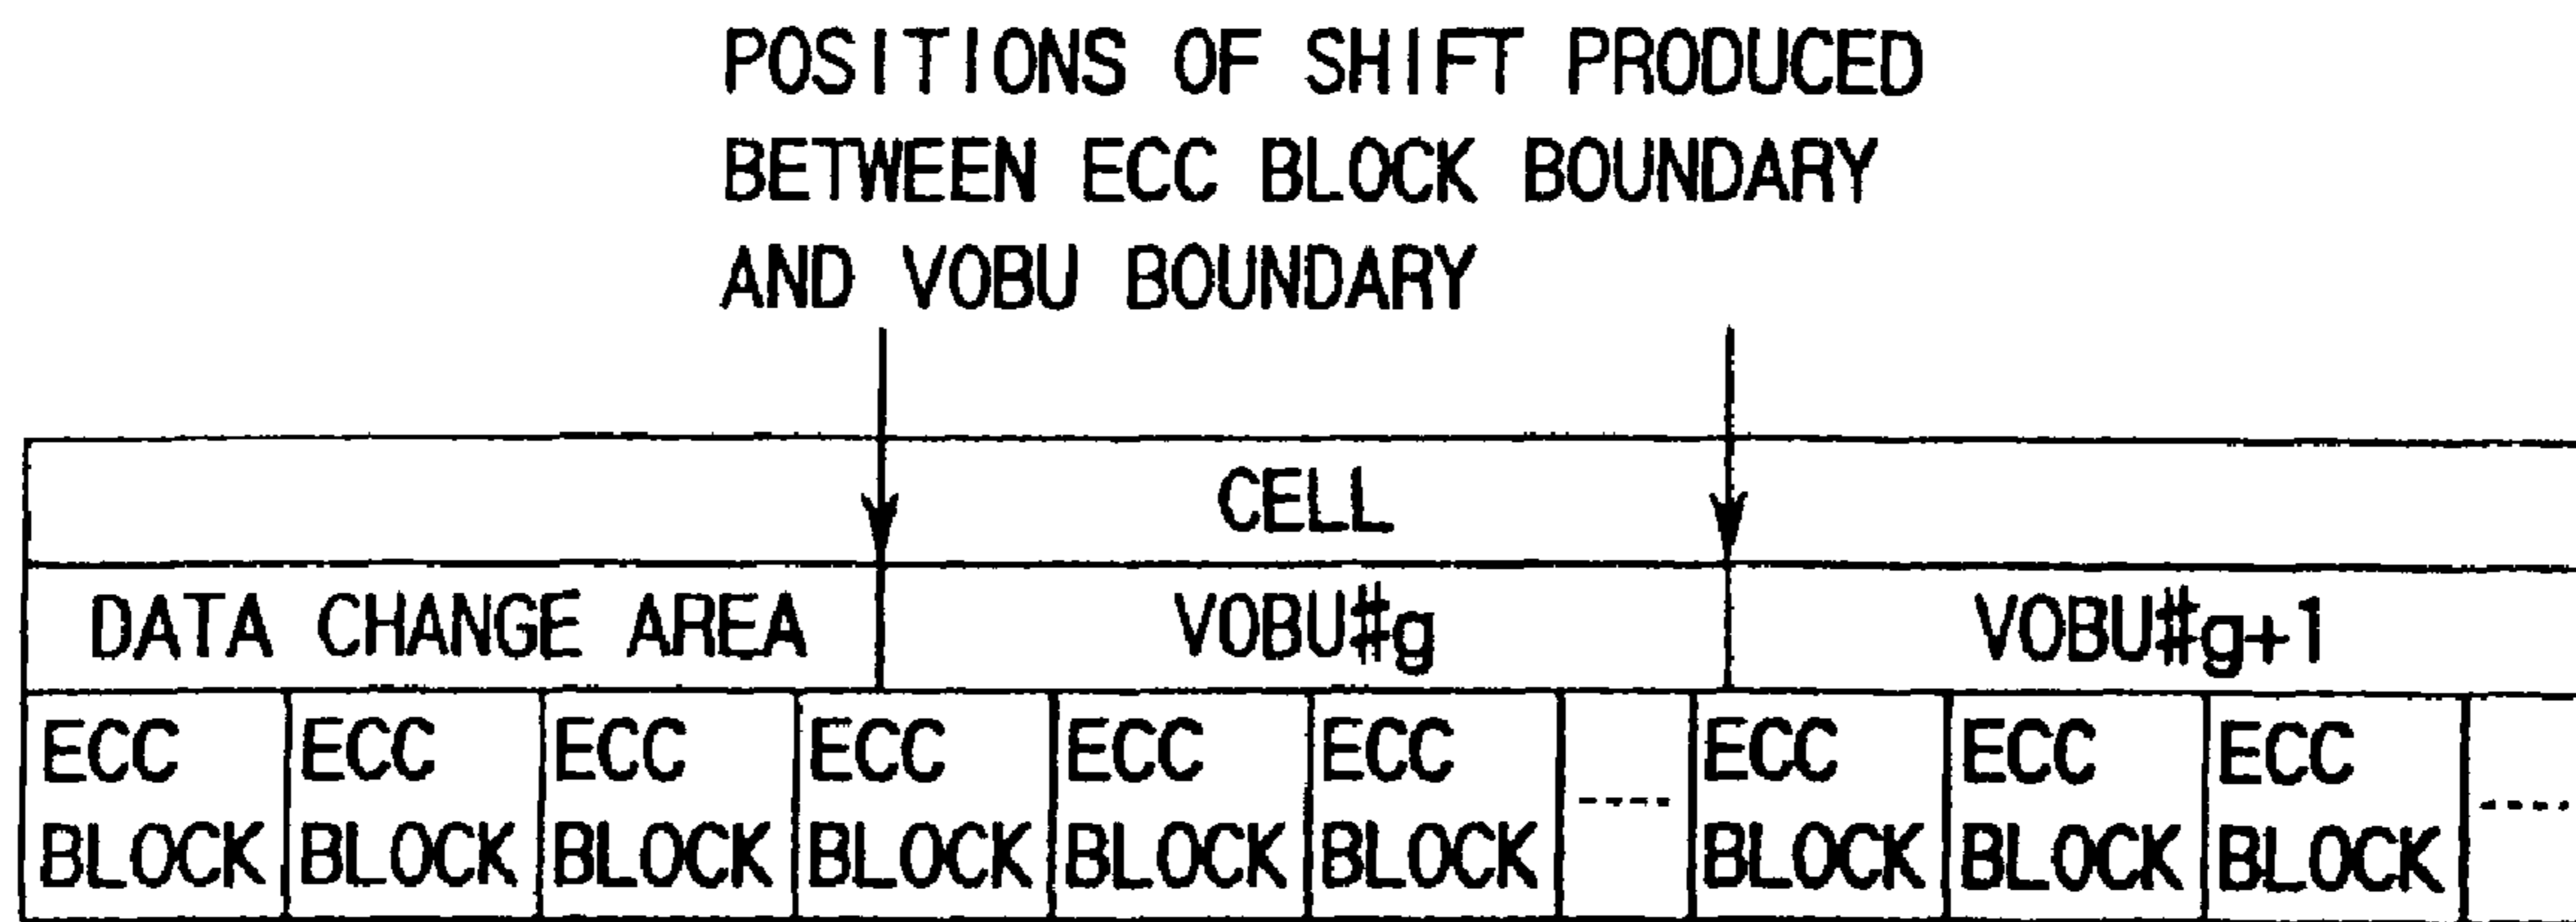 POSITIONS OF SHIFT PRODUCED
BETWEEN ECC BLOCK BOUNDARY
AND VOBU BOUNDARY
CELL
DATA CHANGE AREA VOBU#g VOBU#g+1
ECC ECC ECC ECC ECC ECC ---- ECC ECC ECC ----
BLOCK BLOCK BLOCK BLOCK BLOCK BLOCK BLOCK BLOCK BLOCK